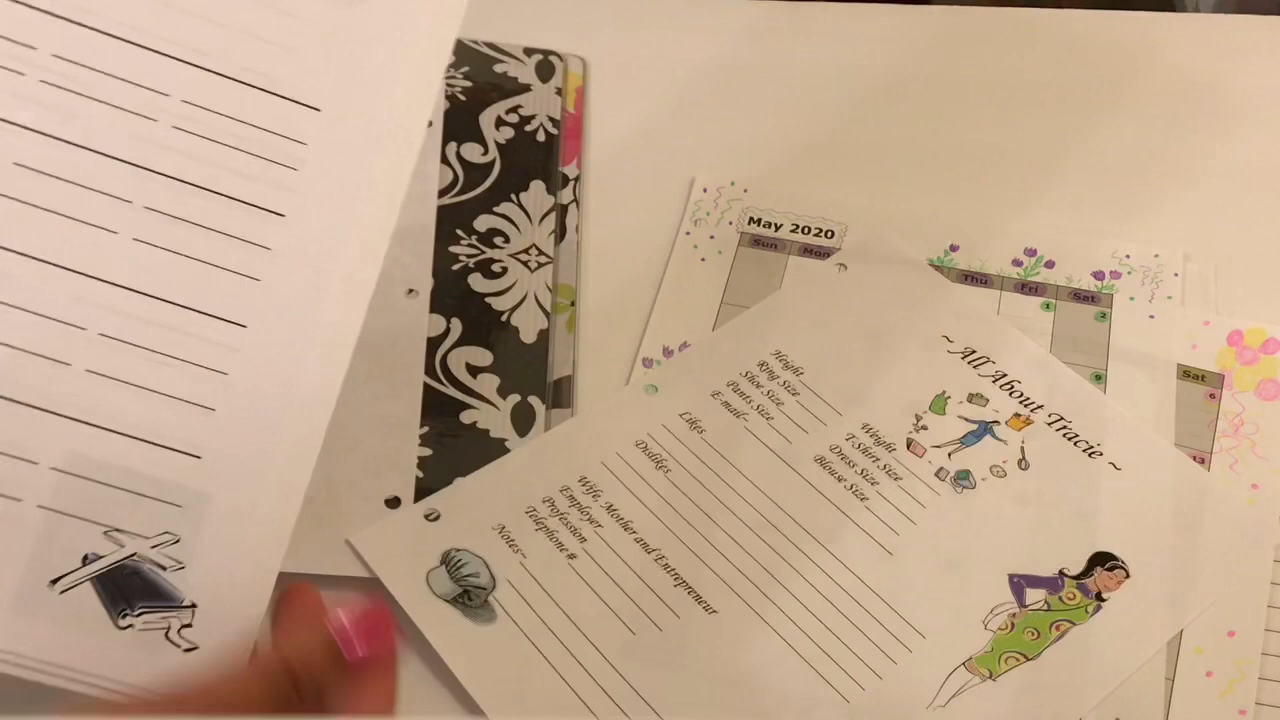 May 2020
Sun Mon Thu Fri Sat
1 2
9
Sat
6
13
~ All About Tracie ~
Height
Ring Size
Shoe Size
Pants Size
E-mail~
Weight
T-Shirt Size
Dress Size
Blouse Size
Likes
Dislikes
Wife, Mother and Entrepreneur
Employer
Profession
Telephone #
Notes~